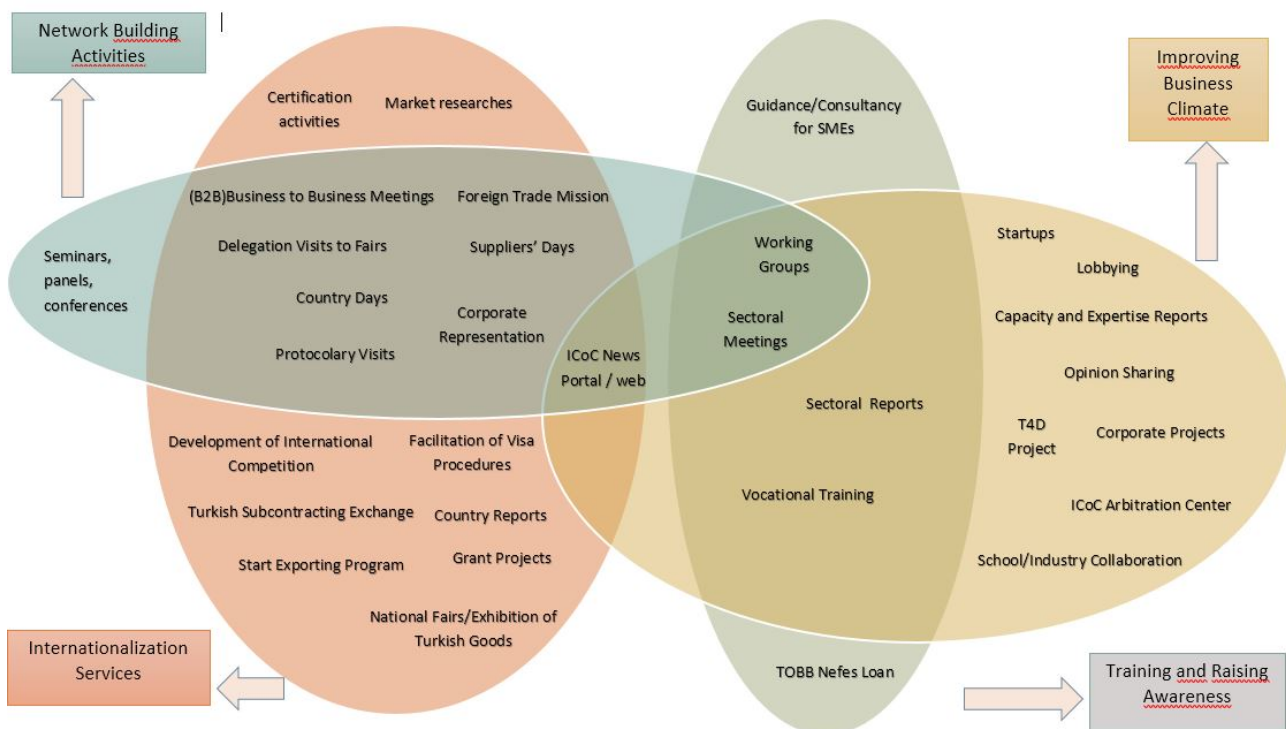 Network Building
Activities
Improving
Business
Climate
Certification
activities
Market researches
Guidance/Consultancy
for SMEs
(B2B)Business to Business Meetings
Foreign Trade Mission
Delegation Visits to Fairs
Suppliers' Days
Seminars,
panels,
conferences
Country Days
Corporate
Representation
Protocolary Visits
ICoC News
Portal / web
Working
Groups
Sectoral
Meetings
Startups
Lobbying
Capacity and Expertise Reports
Opinion Sharing
Sectoral Reports
T4D
Project
Corporate Projects
Development of International
Competition
Facilitation of Visa
Procedures
Vocational Training
ICoC Arbitration Center
Turkish Subcontracting Exchange
Country Reports
Start Exporting Program
Grant Projects
School/Industry Collaboration
National Fairs/Exhibition of
Turkish Goods
TOBB Nefes Loan
Internationalization
Services
Training and Raising
Awareness